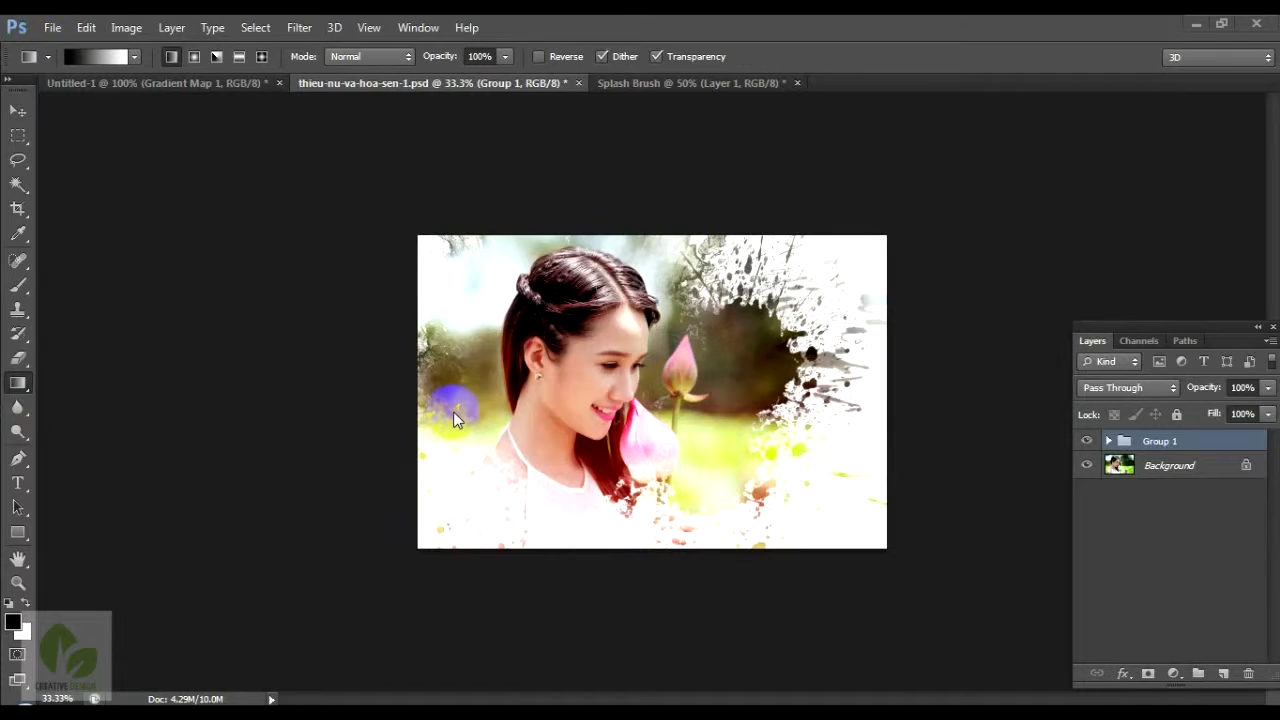 Ps File Edit Image Layer Type Select Filter 3D View Window Help
Mode: Normal Opacity: 100% Reverse Dither Transparency 3D
Untitled-1 @ 100% (Gradient Map 1, RGB/8) * thieu-nu-va-hoa-sen-1.psd @ 33.3% (Group 1, RGB/8) * Splash Brush @ 50% (Layer 1, RGB/8) *
Layers Channels Paths
Kind
Pass Through Opacity: 100%
Lock: Fill: 100%
Group 1
Background
CREATIVE DESIGN
33.33% Doc: 4.29M/10.0M